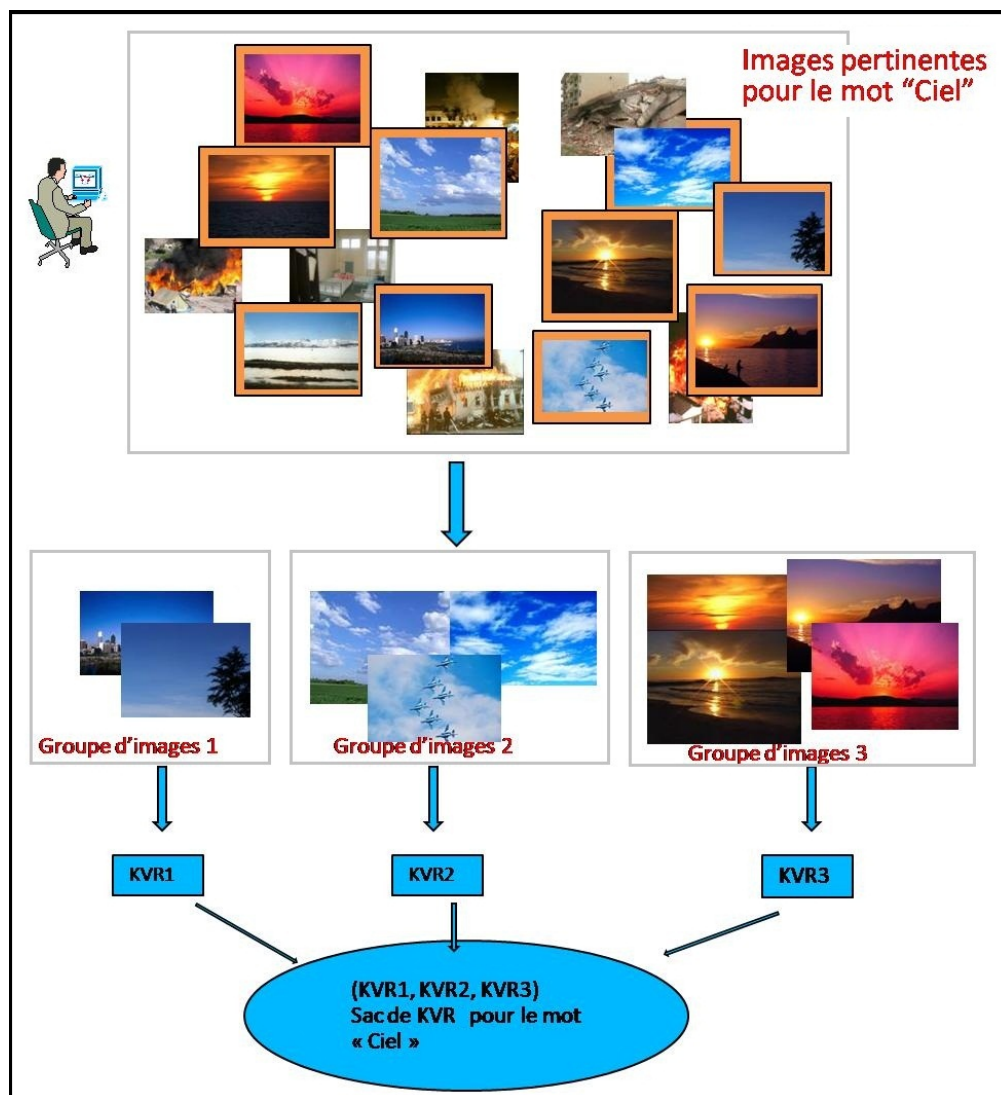 Images pertinentes
pour le mot “Ciel”
Groupe d’images 1
Groupe d’images 2
Groupe d’images 3
KVR1
KVR2
KVR3
(KVR1, KVR2, KVR3)
Sac de KVR pour le mot
« Ciel »